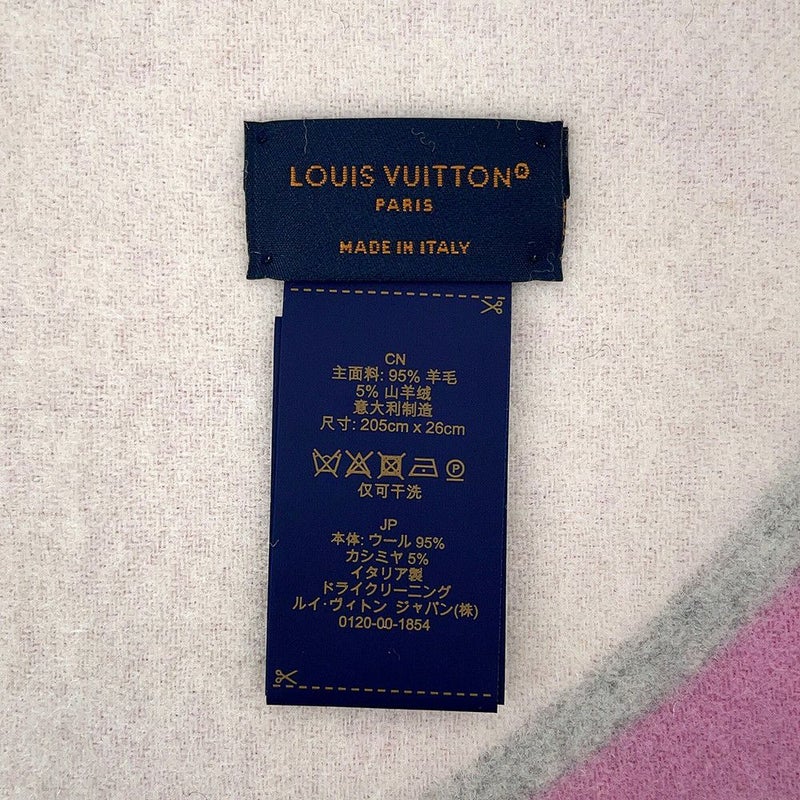 LOUIS VUITTON®
PARIS
MADE IN ITALY
CN
主面料: 95% 羊毛
5% 山羊绒
意大利制造
尺寸: 205cm x 26cm
P
仅可干洗
JP
本体: ウール 95%
カシミヤ 5%
イタリア製
ドライクリーニング
ルイ·ヴィトン ジャパン(株)
0120-00-1854